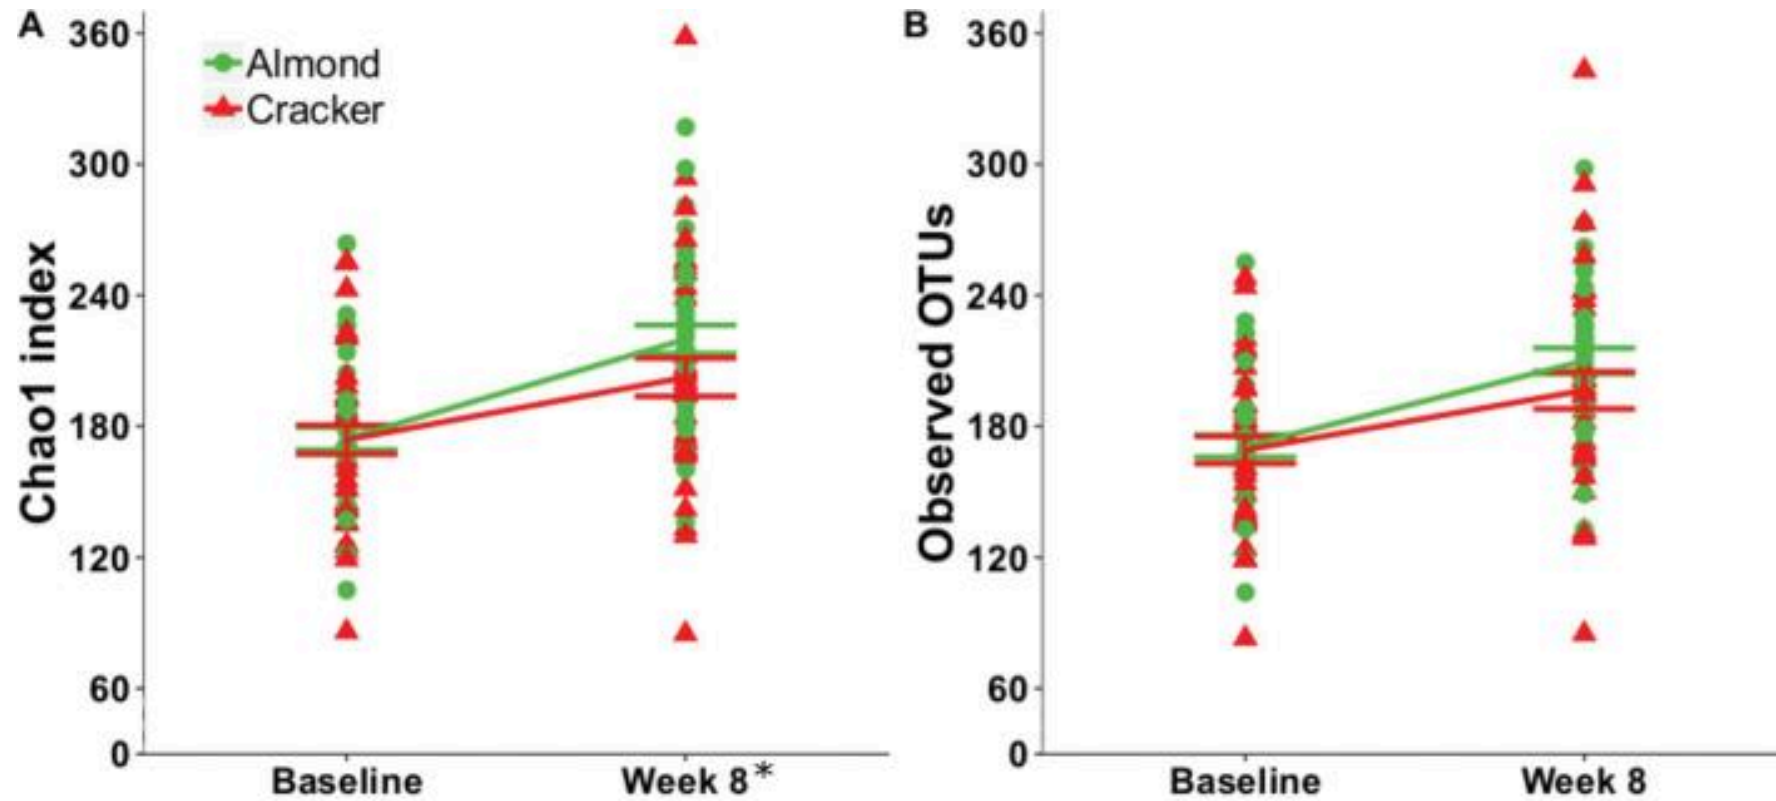 A
360
300
240
180
120
60
0
Chao1 index
Almond
Cracker
Baseline
Week 8*
B
360
300
240
180
120
60
0
Observed OTUs
Baseline
Week 8